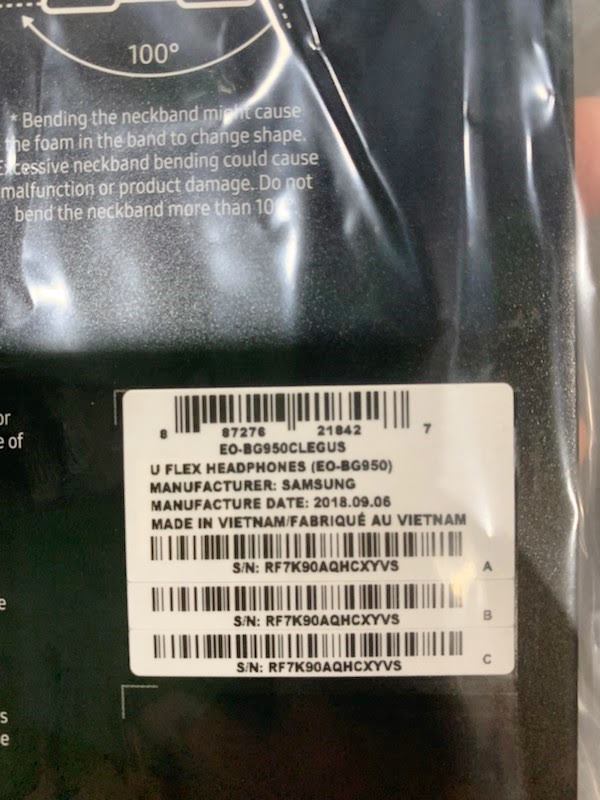 100°
* Bending the neckband might cause
the foam in the band to change shape.
Excessive neckband bending could cause
malfunction or product damage. Do not
bend the neckband more than 10
or
e of
e
s
e
8 87276 21842 7
EO-BG950CLEGUS
U FLEX HEADPHONES (EO-BG950)
MANUFACTURER: SAMSUNG
MANUFACTURE DATE: 2018.09.06
MADE IN VIETNAM/FABRIQUÉ AU VIETNAM
S/N: RF7K90AQHCXYVS A
S/N: RF7K90AQHCXYVS B
S/N: RF7K90AQHCXYVS C